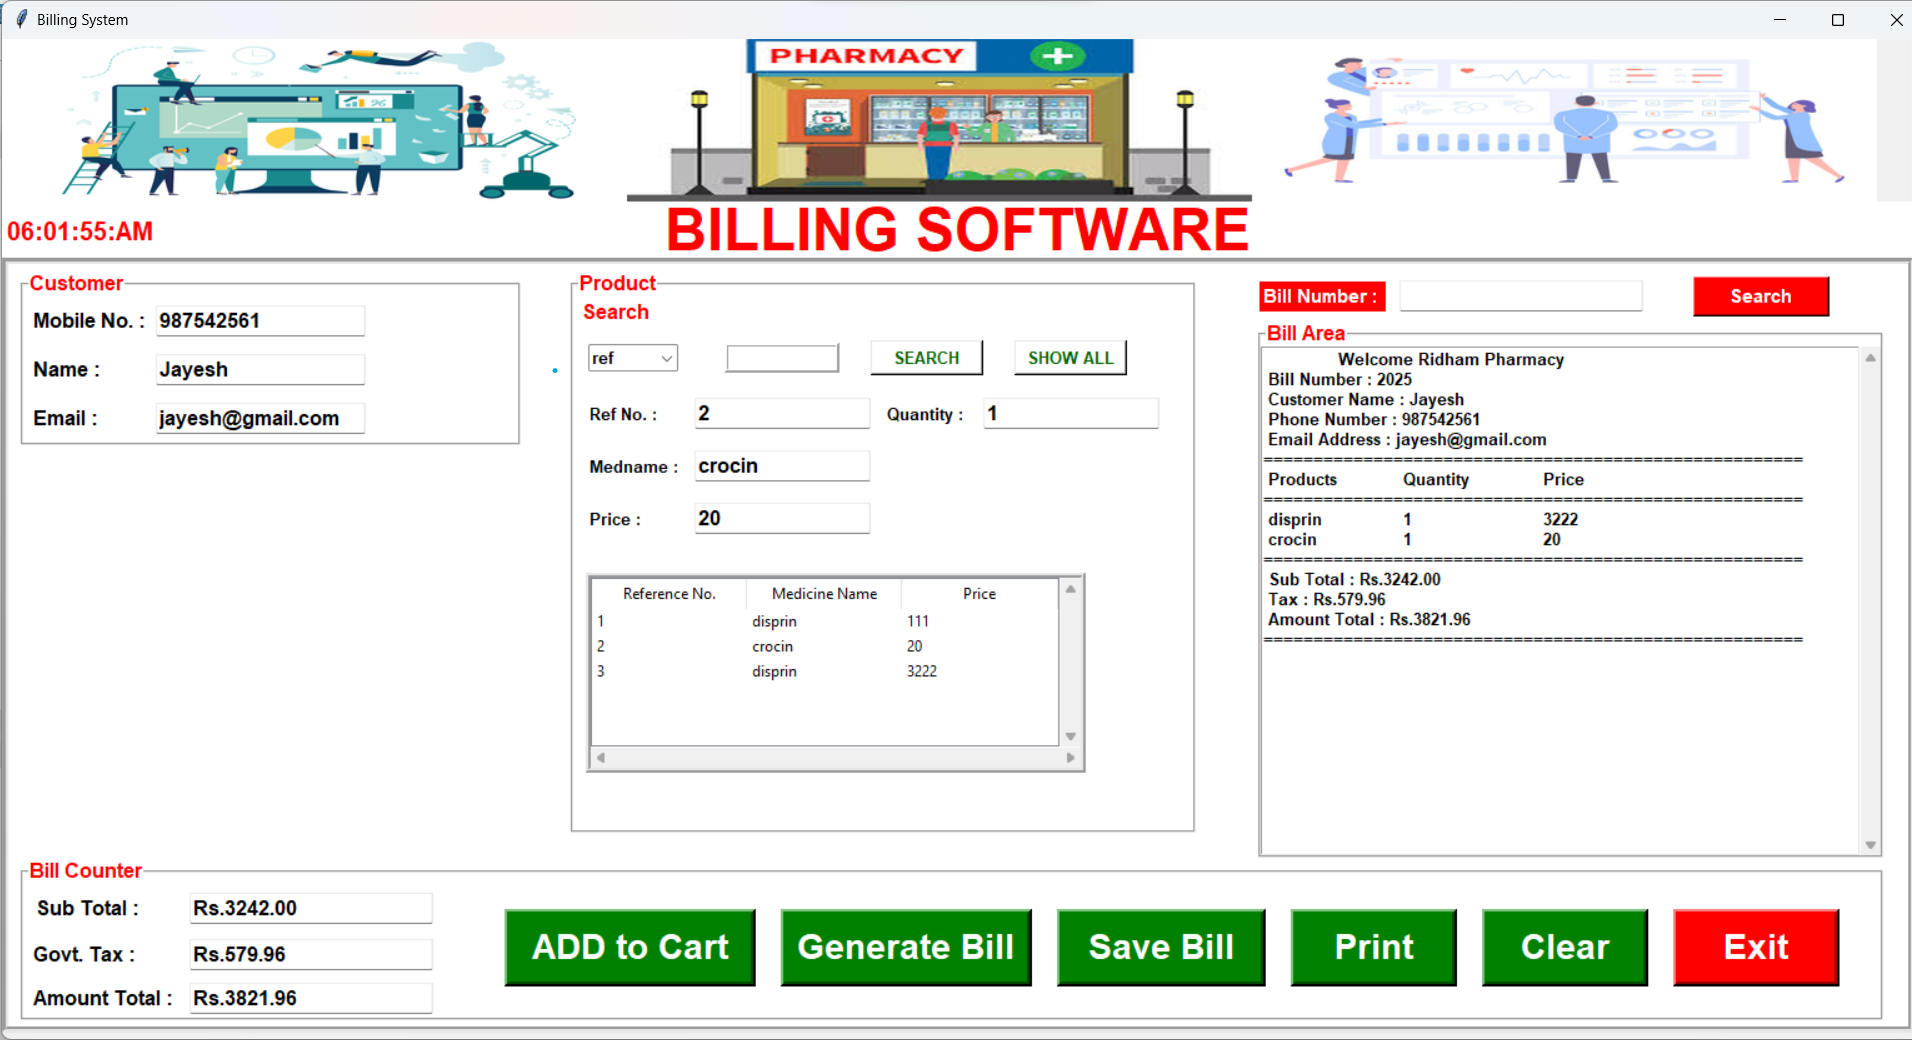 Billing System
PHARMACY
06:01:55:AM
BILLING SOFTWARE
Customer
Mobile No. : 987542561
Name : Jayesh
Email : jayesh@gmail.com
Product
Search
ref SEARCH SHOW ALL
Ref No. : 2 Quantity : 1
Medname : crocin
Price : 20
Reference No. Medicine Name Price
1 disprin 111
2 crocin 20
3 disprin 3222
Bill Number : Search
Bill Area
Welcome Ridham Pharmacy
Bill Number : 2025
Customer Name : Jayesh
Phone Number : 987542561
Email Address : jayesh@gmail.com
======================================================
Products Quantity Price
======================================================
disprin 1 3222
crocin 1 20
======================================================
Sub Total : Rs.3242.00
Tax : Rs.579.96
Amount Total : Rs.3821.96
======================================================
Bill Counter
Sub Total : Rs.3242.00
Govt. Tax : Rs.579.96
Amount Total : Rs.3821.96
ADD to Cart Generate Bill Save Bill Print Clear Exit